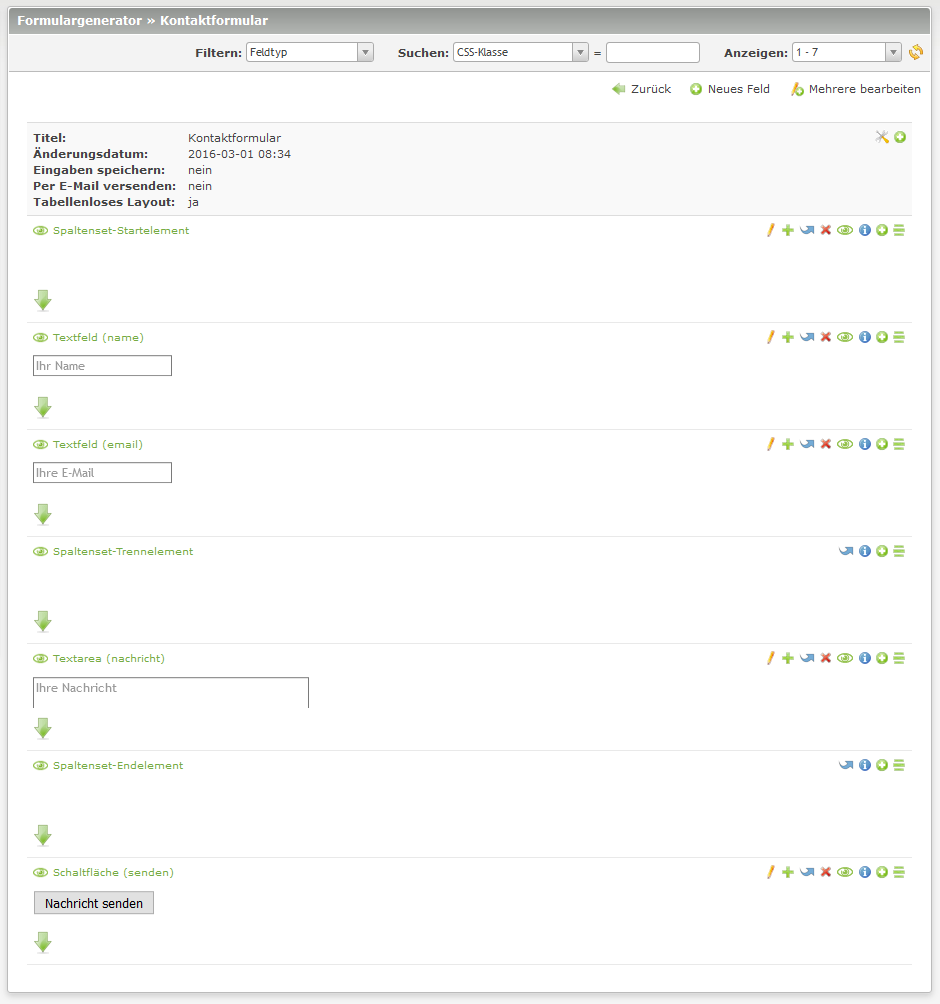 Formulargenerator » Kontaktformular
Filtern: Feldtyp Suchen: CSS-Klasse = Anzeigen: 1 - 7
Zurück Neues Feld Mehrere bearbeiten
Titel: Kontaktformular
Änderungsdatum: 2016-03-01 08:34
Eingaben speichern: nein
Per E-Mail versenden: nein
Tabellenloses Layout: ja
Spaltenset-Startelement
Textfeld (name)
Ihr Name
Textfeld (email)
Ihre E-Mail
Spaltenset-Trennelement
Textarea (nachricht)
Ihre Nachricht
Spaltenset-Endelement
Schaltfläche (senden)
Nachricht senden